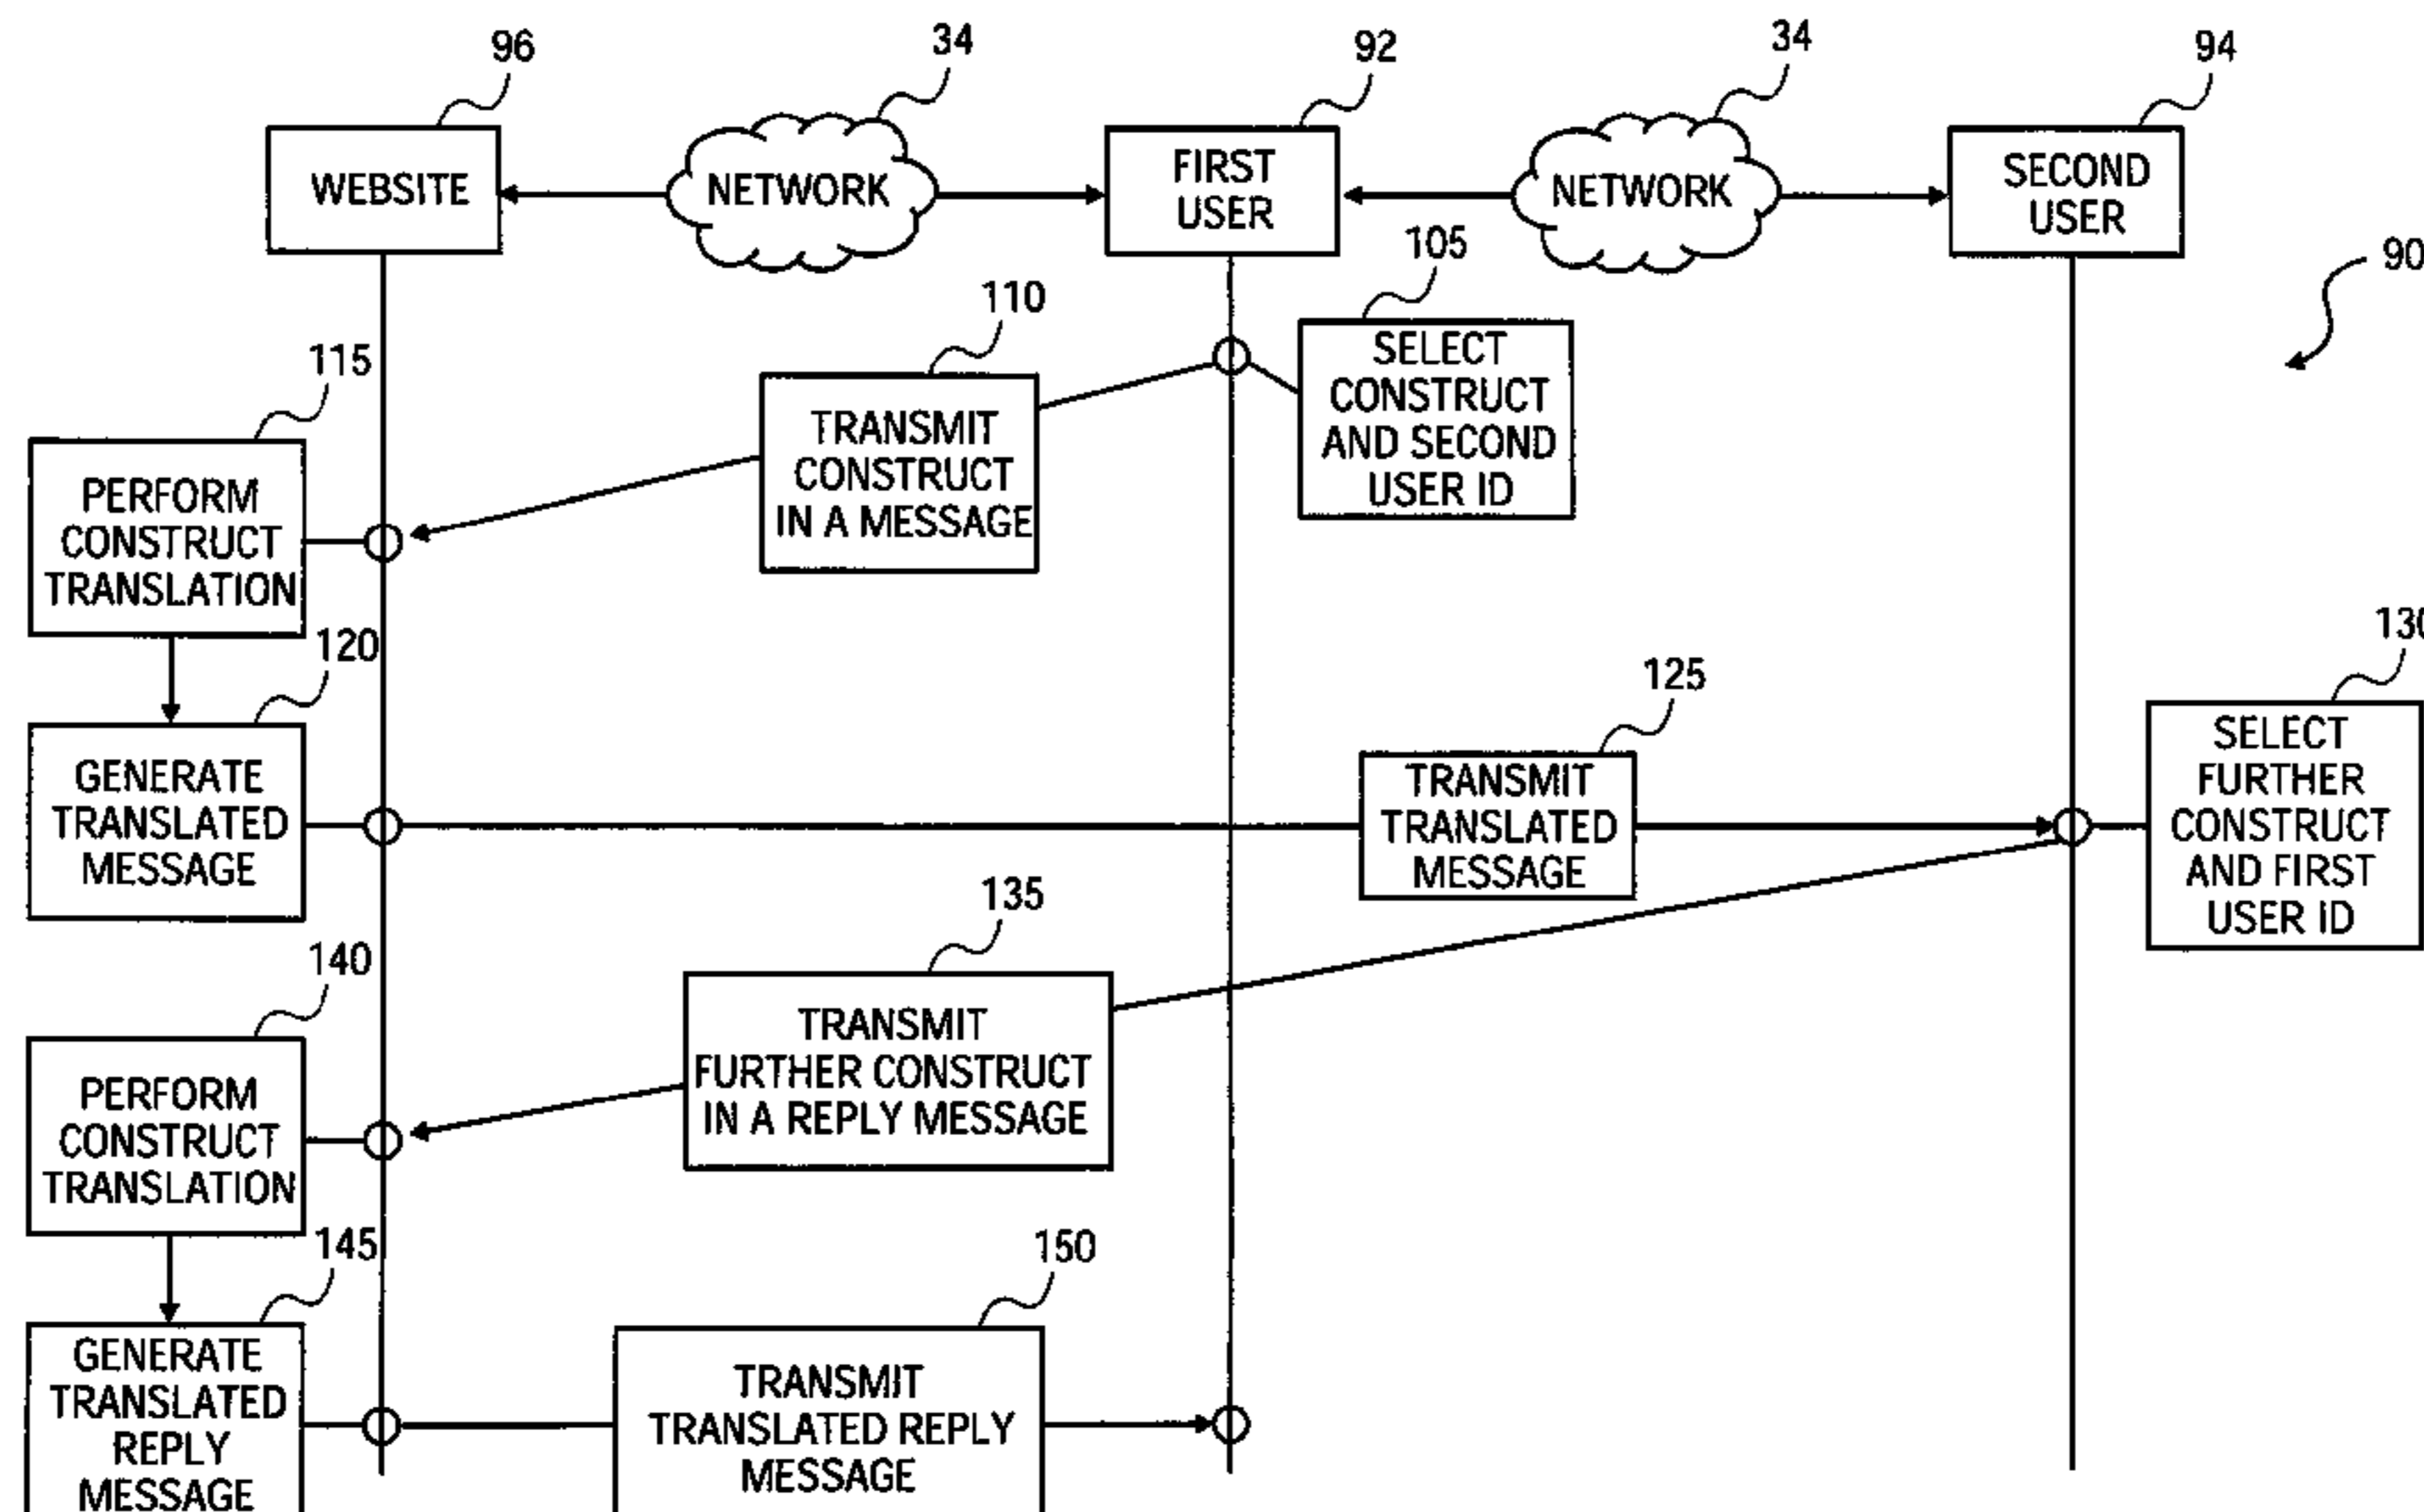 96
34
92
34
94
WEBSITE
NETWORK
FIRST
USER
NETWORK
SECOND
USER
90
105
SELECT
CONSTRUCT
AND SECOND
USER ID
110
TRANSMIT
CONSTRUCT
IN A MESSAGE
115
PERFORM
CONSTRUCT
TRANSLATION
120
GENERATE
TRANSLATED
MESSAGE
125
TRANSMIT
TRANSLATED
MESSAGE
130
SELECT
FURTHER
CONSTRUCT
AND FIRST
USER ID
135
TRANSMIT
FURTHER CONSTRUCT
IN A REPLY MESSAGE
140
PERFORM
CONSTRUCT
TRANSLATION
145
GENERATE
TRANSLATED
REPLY
MESSAGE
150
TRANSMIT
TRANSLATED REPLY
MESSAGE